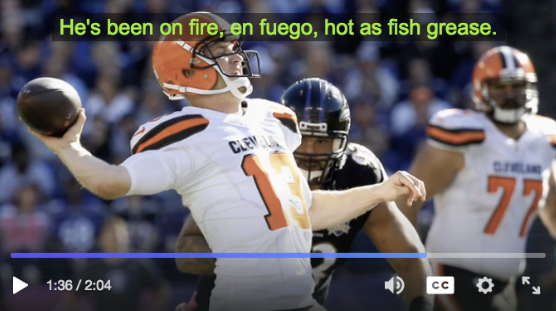 He's been on fire, en fuego, hot as fish grease.
CLEVELAND
13
CLEVELAND
77
1:36 / 2:04
CC